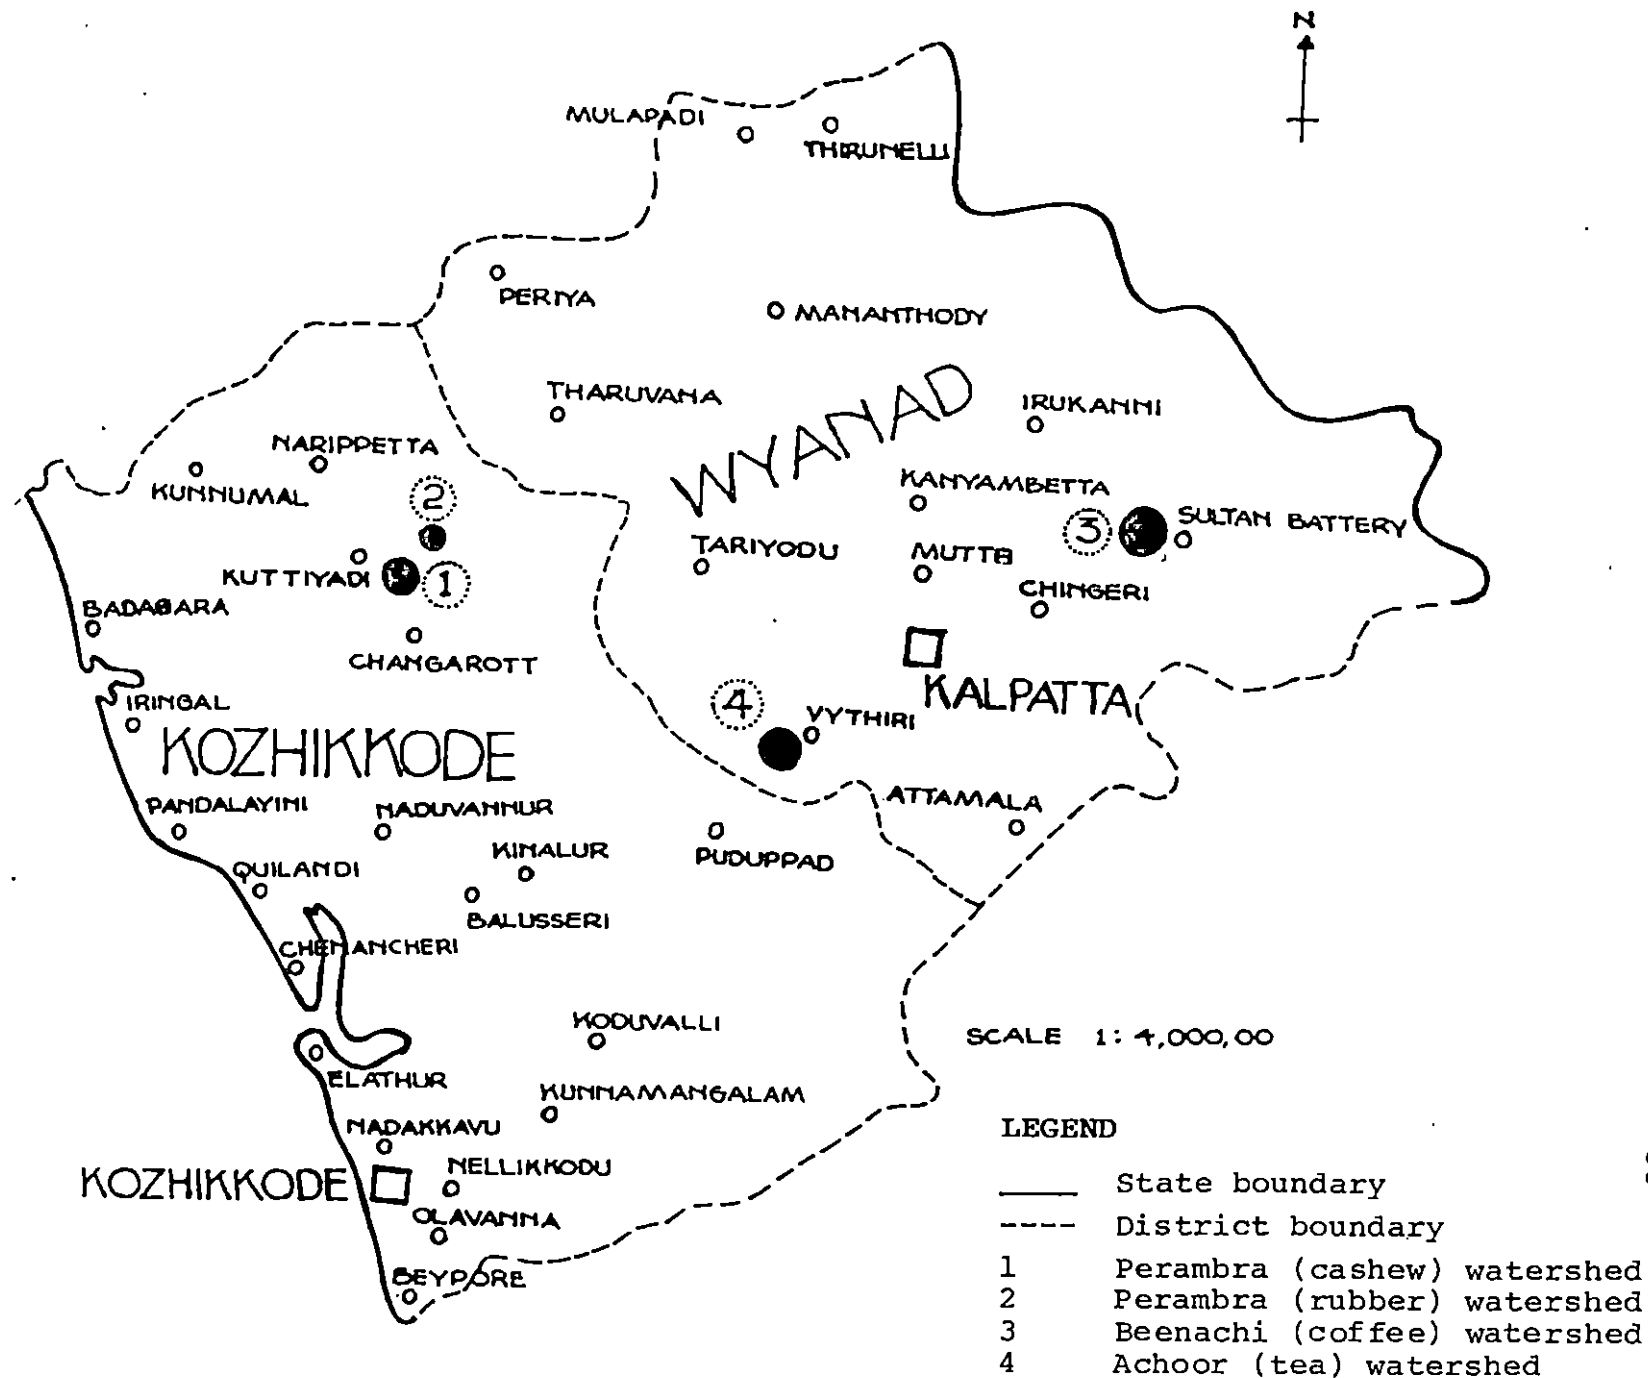 N
MULAPADI
THIRUNELLI
PERIYA
MANANTHODY
THARUVANA
WYANAD
IRUKANNI
NARIPPETTA
KUNNUMAL
2
KANYAMBETTA
3
SULTAN BATTERY
TARIYODU
MUTTEI
KUTTIYADI
1
CHINGERI
BADAGARA
CHANGAROTT
KALPATTA
4
VYTHIRI
IRINGAL
KOZHIKKODE
PANDALAYINI
NADUVANNUR
ATTAMALA
KINALUR
PUDUPPAD
QUILANDI
BALUSSERI
CHEMANCHERI
KODUVALLI
SCALE 1: 4,000,00
ELATHUR
KUNNAMANGALAM
NADAKKAVU
KOZHIKKODE
NELLIKKODU
OLAVANNA
BEYPORE
LEGEND
State boundary
District boundary
1 Perambra (cashew) watershed
2 Perambra (rubber) watershed
3 Beenachi (coffee) watershed
4 Achoor (tea) watershed